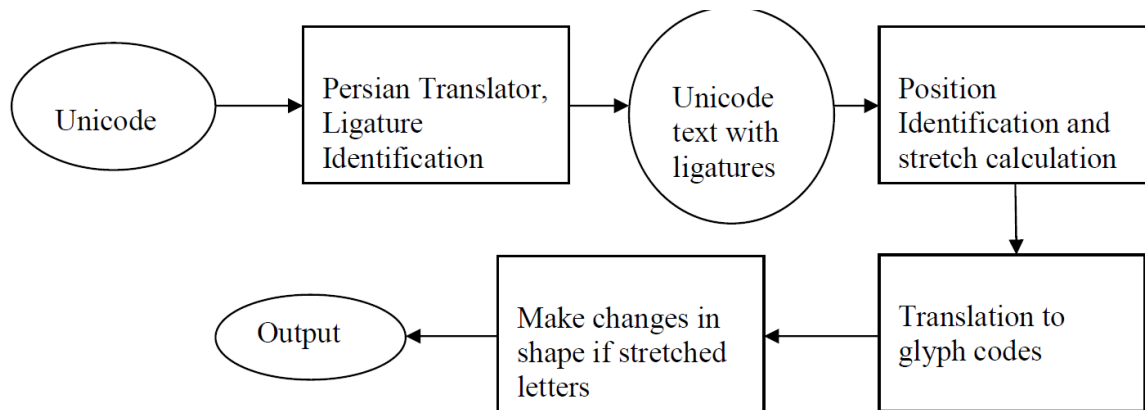 Unicode
Persian Translator,
Ligature
Identification
Unicode
text with
ligatures
Position
Identification and
stretch calculation
Translation to
glyph codes
Make changes in
shape if stretched
letters
Output